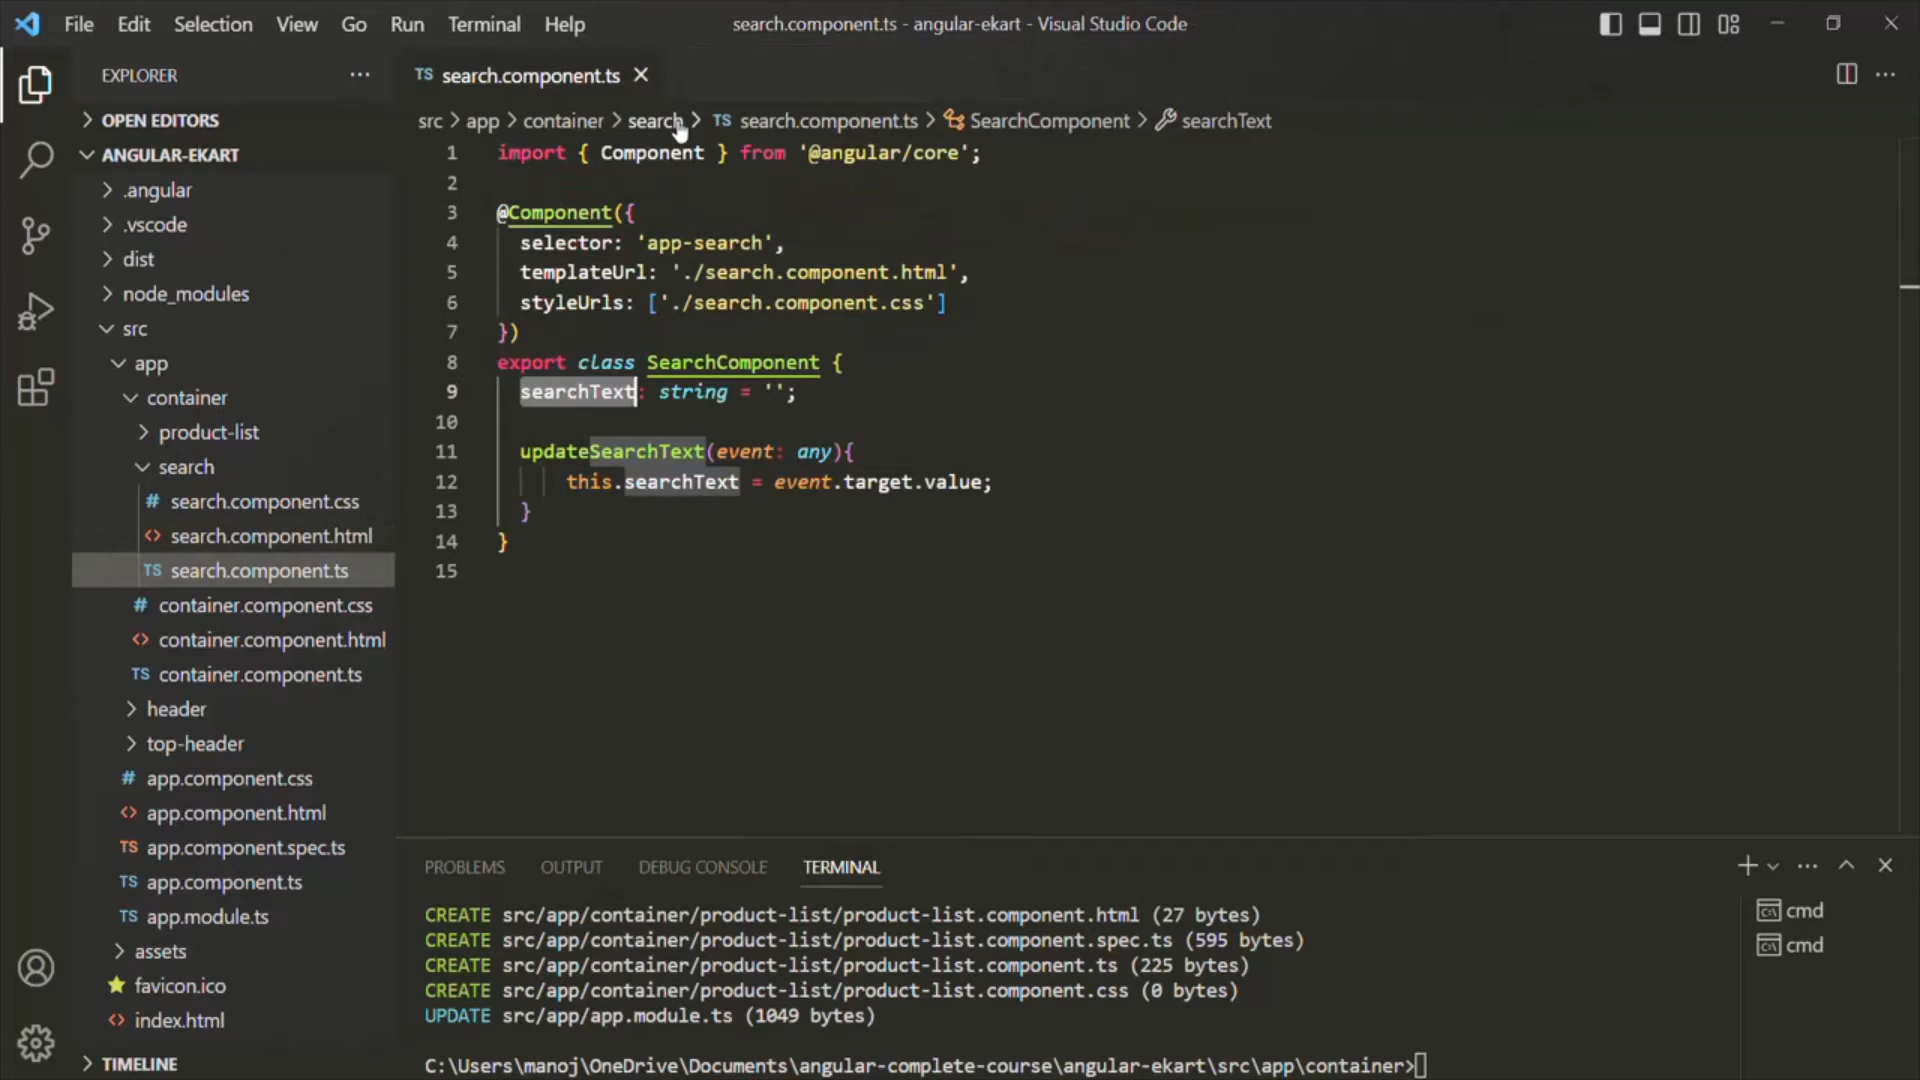 File Edit Selection View Go Run Terminal Help
search.component.ts - angular-ekart - Visual Studio Code
EXPLORER
TS search.component.ts
OPEN EDITORS
ANGULAR-EKART
.angular
.vscode
dist
node_modules
src
app
container
product-list
search
# search.component.css
<> search.component.html
TS search.component.ts
# container.component.css
<> container.component.html
TS container.component.ts
header
top-header
# app.component.css
<> app.component.html
TS app.component.spec.ts
TS app.component.ts
TS app.module.ts
assets
favicon.ico
<> index.html
TIMELINE
src > app > container > search > TS search.component.ts > SearchComponent > searchText
1 import { Component } from '@angular/core';
2
3 @Component({
4 selector: 'app-search',
5 templateUrl: './search.component.html',
6 styleUrls: ['./search.component.css']
7 })
8 export class SearchComponent {
9 searchText: string = '';
10
11 updateSearchText(event: any){
12 this.searchText = event.target.value;
13 }
14 }
15
PROBLEMS OUTPUT DEBUG CONSOLE TERMINAL
CREATE src/app/container/product-list/product-list.component.html (27 bytes)
CREATE src/app/container/product-list/product-list.component.spec.ts (595 bytes)
CREATE src/app/container/product-list/product-list.component.ts (225 bytes)
CREATE src/app/container/product-list/product-list.component.css (0 bytes)
UPDATE src/app/app.module.ts (1049 bytes)
C:\Users\manoj\OneDrive\Documents\angular-complete-course\angular-ekart\src\app\container>
cmd
cmd